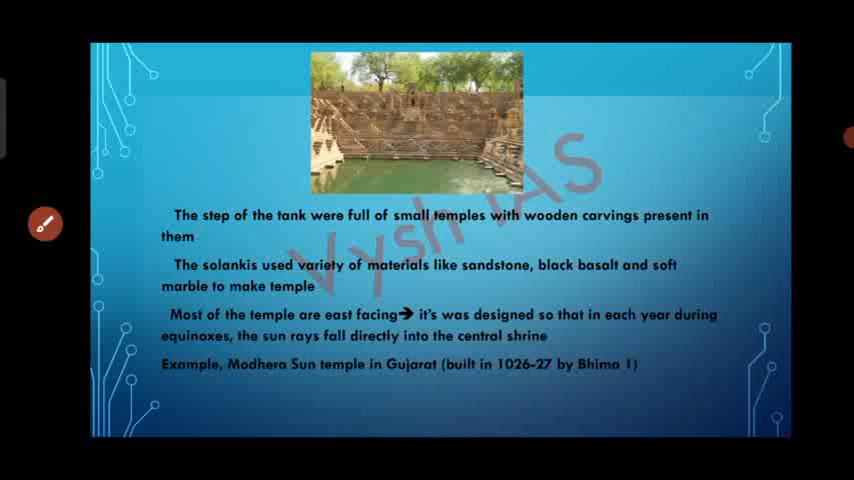 Vysh IAS
The step of the tank were full of small temples with wooden carvings present in
them
The solankis used variety of materials like sandstone, black basalt and soft
marble to make temple
Most of the temple are east facing➔ it's was designed so that in each year during
equinoxes, the sun rays fall directly into the central shrine
Example, Modhera Sun temple in Gujarat (built in 1026-27 by Bhima 1)